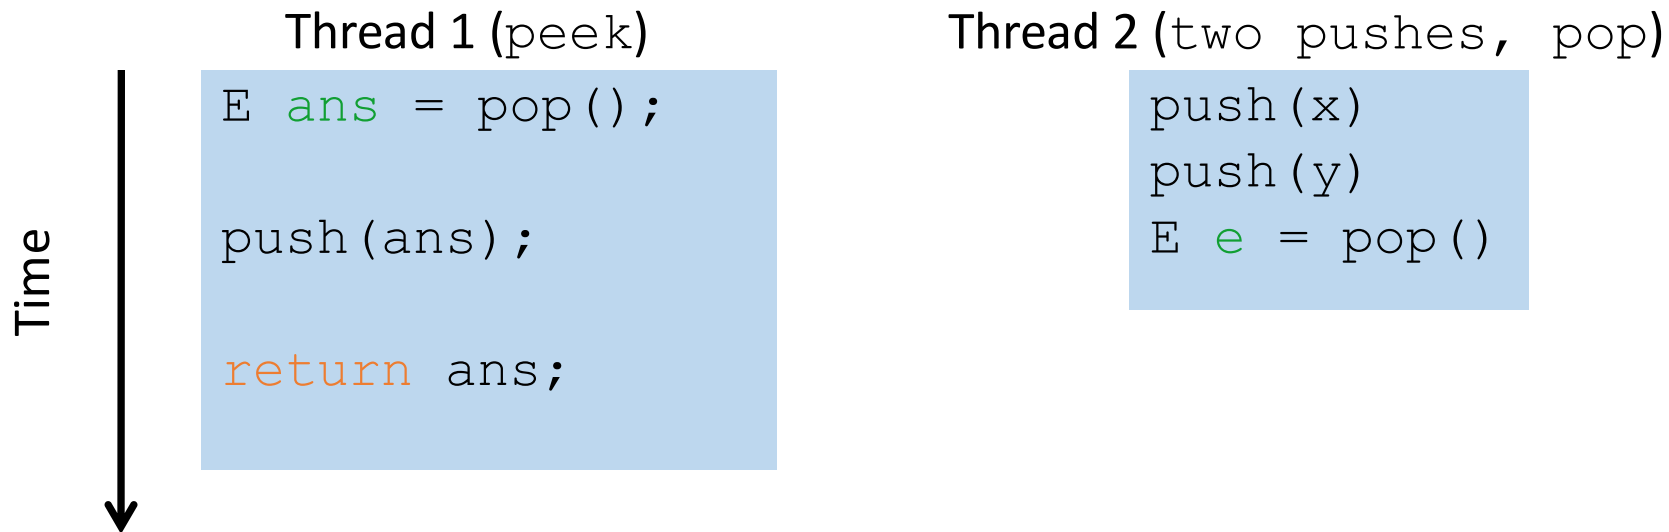 Thread 1 (peek)
E ans = pop();
push(ans);
return ans;
Thread 2 (two pushes, pop)
push(x)
push(y)
E e = pop()
Time